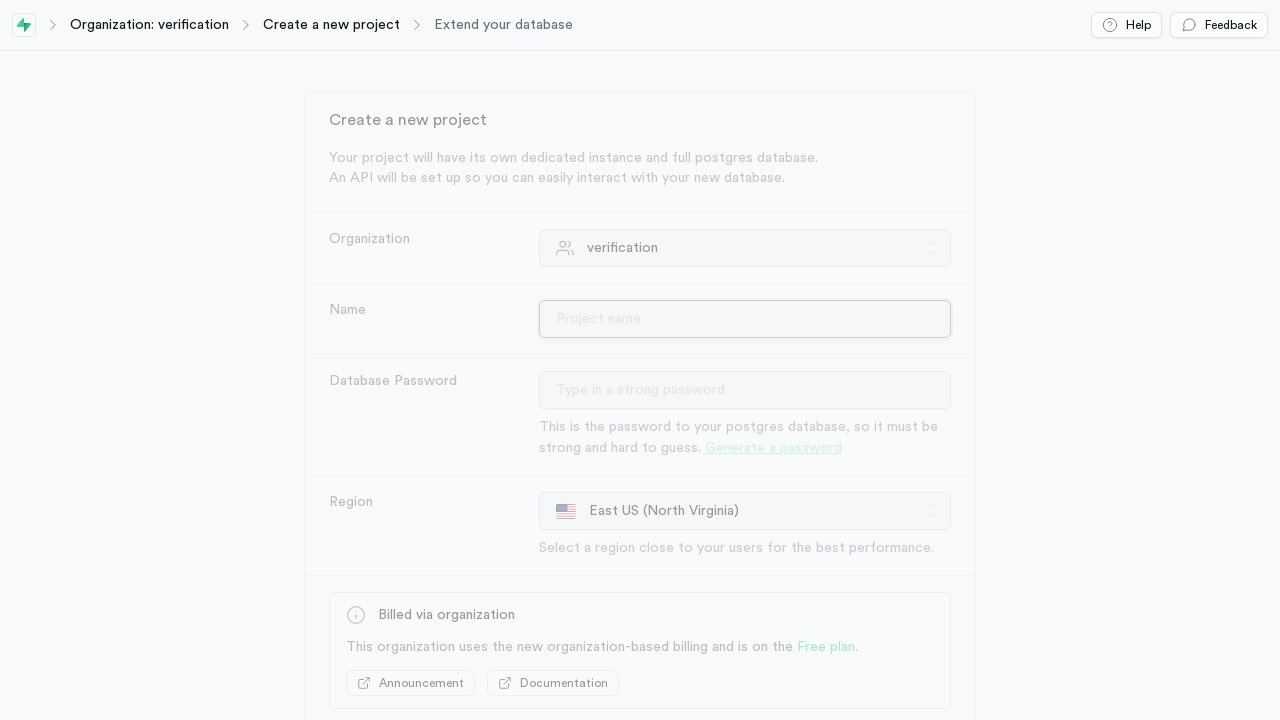 Organization: verification
Create a new project
Extend your database
Help
Feedback
Create a new project
Your project will have its own dedicated instance and full postgres database.
An API will be set up so you can easily interact with your new database.
Organization
verification
Name
Project name
Database Password
Type in a strong password
This is the password to your postgres database, so it must be
strong and hard to guess. Generate a password
Region
East US (North Virginia)
Select a region close to your users for the best performance.
Billed via organization
This organization uses the new organization-based billing and is on the Free plan.
Announcement
Documentation